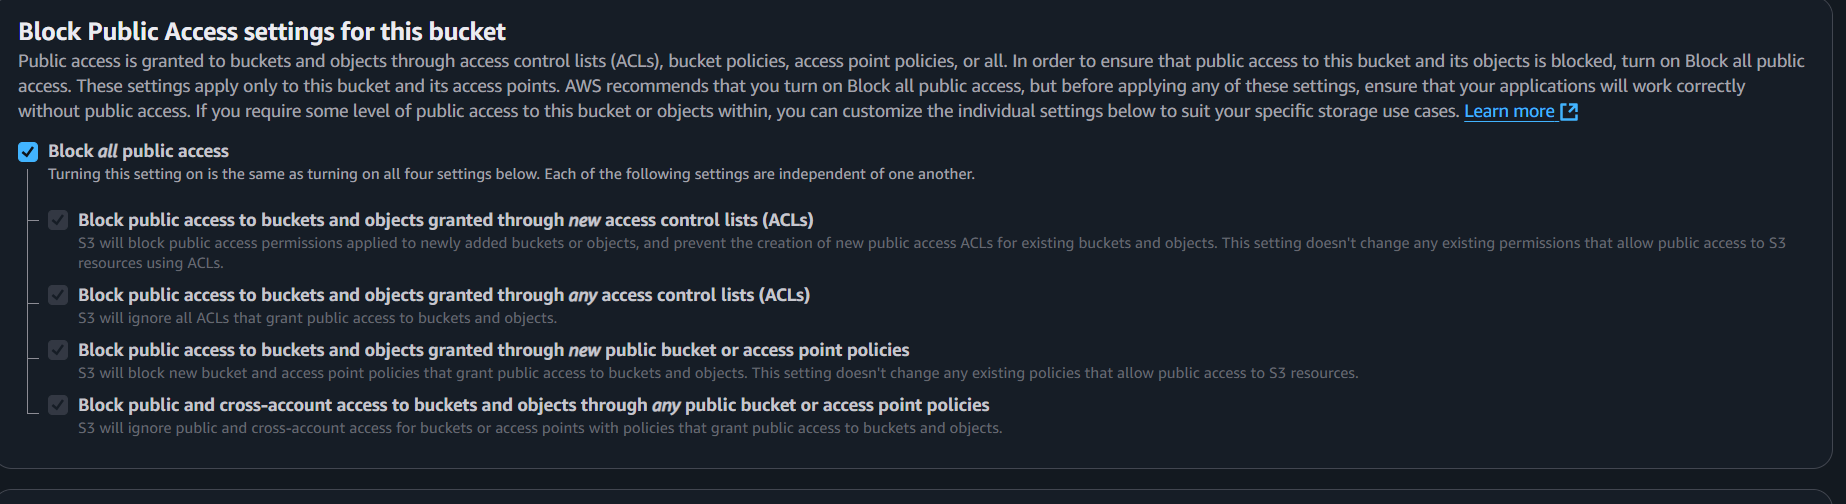 Block Public Access settings for this bucket
Public access is granted to buckets and objects through access control lists (ACLs), bucket policies, access point policies, or all. In order to ensure that public access to this bucket and its objects is blocked, turn on Block all public
access. These settings apply only to this bucket and its access points. AWS recommends that you turn on Block all public access, but before applying any of these settings, ensure that your applications will work correctly
without public access. If you require some level of public access to this bucket or objects within, you can customize the individual settings below to suit your specific storage use cases. Learn more
Block all public access
Turning this setting on is the same as turning on all four settings below. Each of the following settings are independent of one another.
Block public access to buckets and objects granted through new access control lists (ACLs)
S3 will block public access permissions applied to newly added buckets or objects, and prevent the creation of new public access ACLs for existing buckets and objects. This setting doesn't change any existing permissions that allow public access to S3
resources using ACLs.
Block public access to buckets and objects granted through any access control lists (ACLs)
S3 will ignore all ACLs that grant public access to buckets and objects.
Block public access to buckets and objects granted through new public bucket or access point policies
S3 will block new bucket and access point policies that grant public access to buckets and objects. This setting doesn't change any existing policies that allow public access to S3 resources.
Block public and cross-account access to buckets and objects through any public bucket or access point policies
S3 will ignore public and cross-account access for buckets or access points with policies that grant public access to buckets and objects.